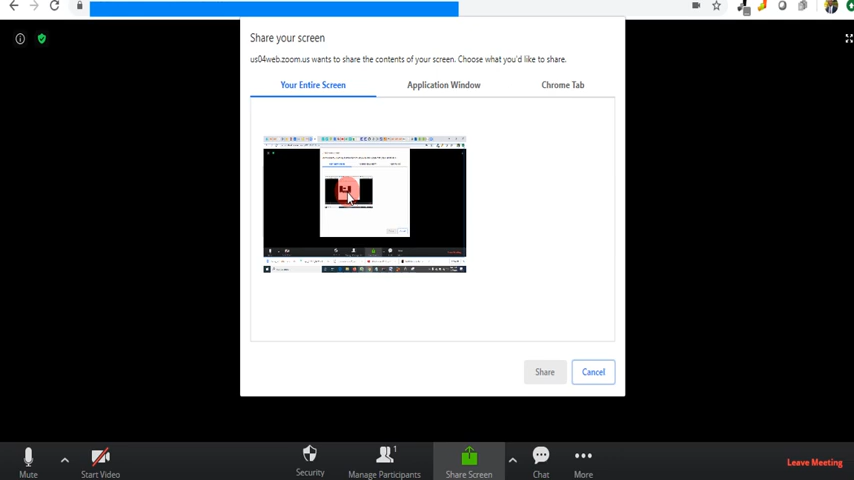 Share your screen
us04web.zoom.us wants to share the contents of your screen. Choose what you'd like to share.
Your Entire Screen
Application Window
Chrome Tab
Share
Cancel
1
Mute
Start Video
Security
Manage Participants
Share Screen
Chat
More
Leave Meeting